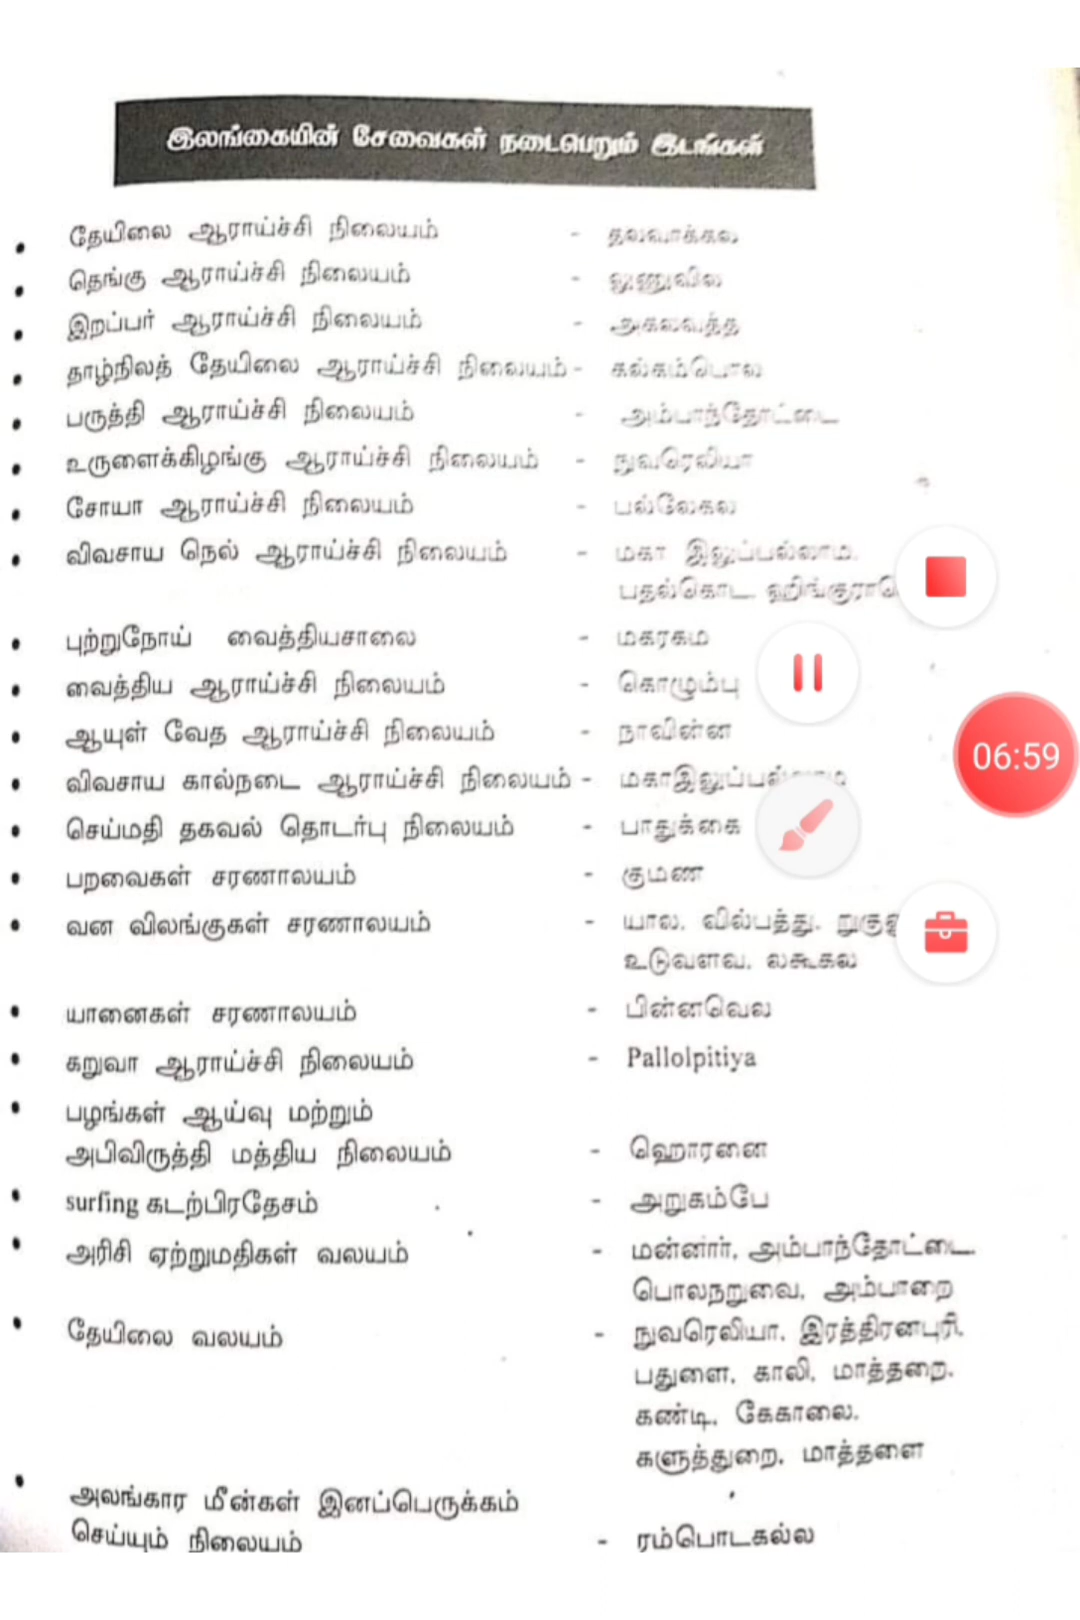 இலங்கையின் சேவைகள் நடைபெறும் இடங்கள்
• தேயிலை ஆராய்ச்சி நிலையம் - தலவாக்கல
• தெங்கு ஆராய்ச்சி நிலையம் - லுணுவில
• இறப்பர் ஆராய்ச்சி நிலையம் - அகலவத்த
• தாழ்நிலத் தேயிலை ஆராய்ச்சி நிலையம் - கல்கம்பொல
• பருத்தி ஆராய்ச்சி நிலையம் - அம்பாந்தோட்டை
• உருளைக்கிழங்கு ஆராய்ச்சி நிலையம் - நுவரெலியா
• சோயா ஆராய்ச்சி நிலையம் - பல்லேகல
• விவசாய நெல் ஆராய்ச்சி நிலையம் - மகா இலுப்பல்லாம,
பதல்கொட,
• புற்றுநோய் வைத்தியசாலை - மகரகம
• வைத்திய ஆராய்ச்சி நிலையம் - கொழும்பு
• ஆயுள் வேத ஆராய்ச்சி நிலையம் - நாவின்ன
• விவசாய கால்நடை ஆராய்ச்சி நிலையம் -
• செய்மதி தகவல் தொடர்பு நிலையம் - பாதுக்கை
• பறவைகள் சரணாலயம் - குமண
• வன விலங்குகள் சரணாலயம் - யால, வில்பத்து,
உடுவளவ, லகூகல
• யானைகள் சரணாலயம் - பின்னவெல
• கறுவா ஆராய்ச்சி நிலையம் - Pallolpitiya
• பழங்கள் ஆய்வு மற்றும்
அபிவிருத்தி மத்திய நிலையம் - ஹொரனை
• surfing கடற்பிரதேசம் - அறுகம்பே
• அரிசி ஏற்றுமதிகள் வலயம் - மன்னார், அம்பாந்தோட்டை,
பொலநறுவை, அம்பாறை
• தேயிலை வலயம் - நுவரெலியா, இரத்திரனபுரி,
பதுளை, காலி, மாத்தறை,
கண்டி, கேகாலை,
களுத்துறை, மாத்தளை
• அலங்கார மீன்கள் இனப்பெருக்கம்
செய்யும் நிலையம் - ரம்பொடகல்ல
06:59